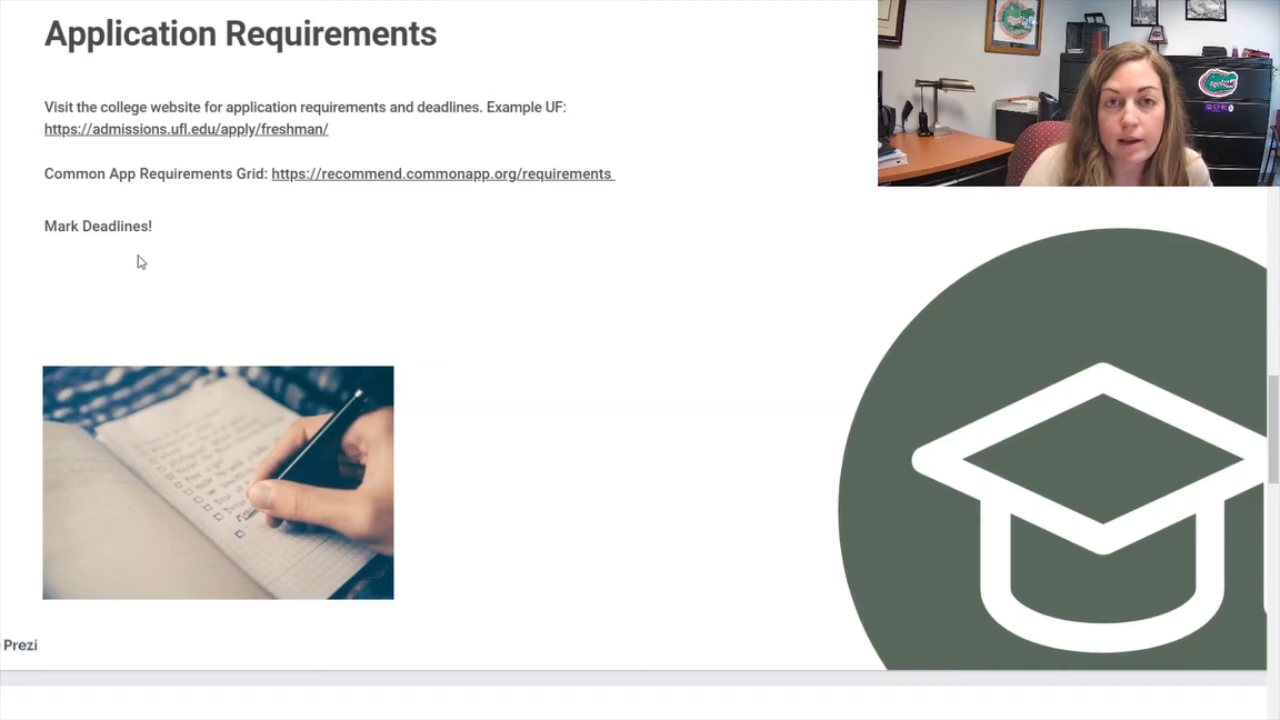 Application Requirements
Visit the college website for application requirements and deadlines. Example UF:
https://admissions.ufl.edu/apply/freshman/
Common App Requirements Grid: https://recommend.commonapp.org/requirements
Mark Deadlines!
Prezi